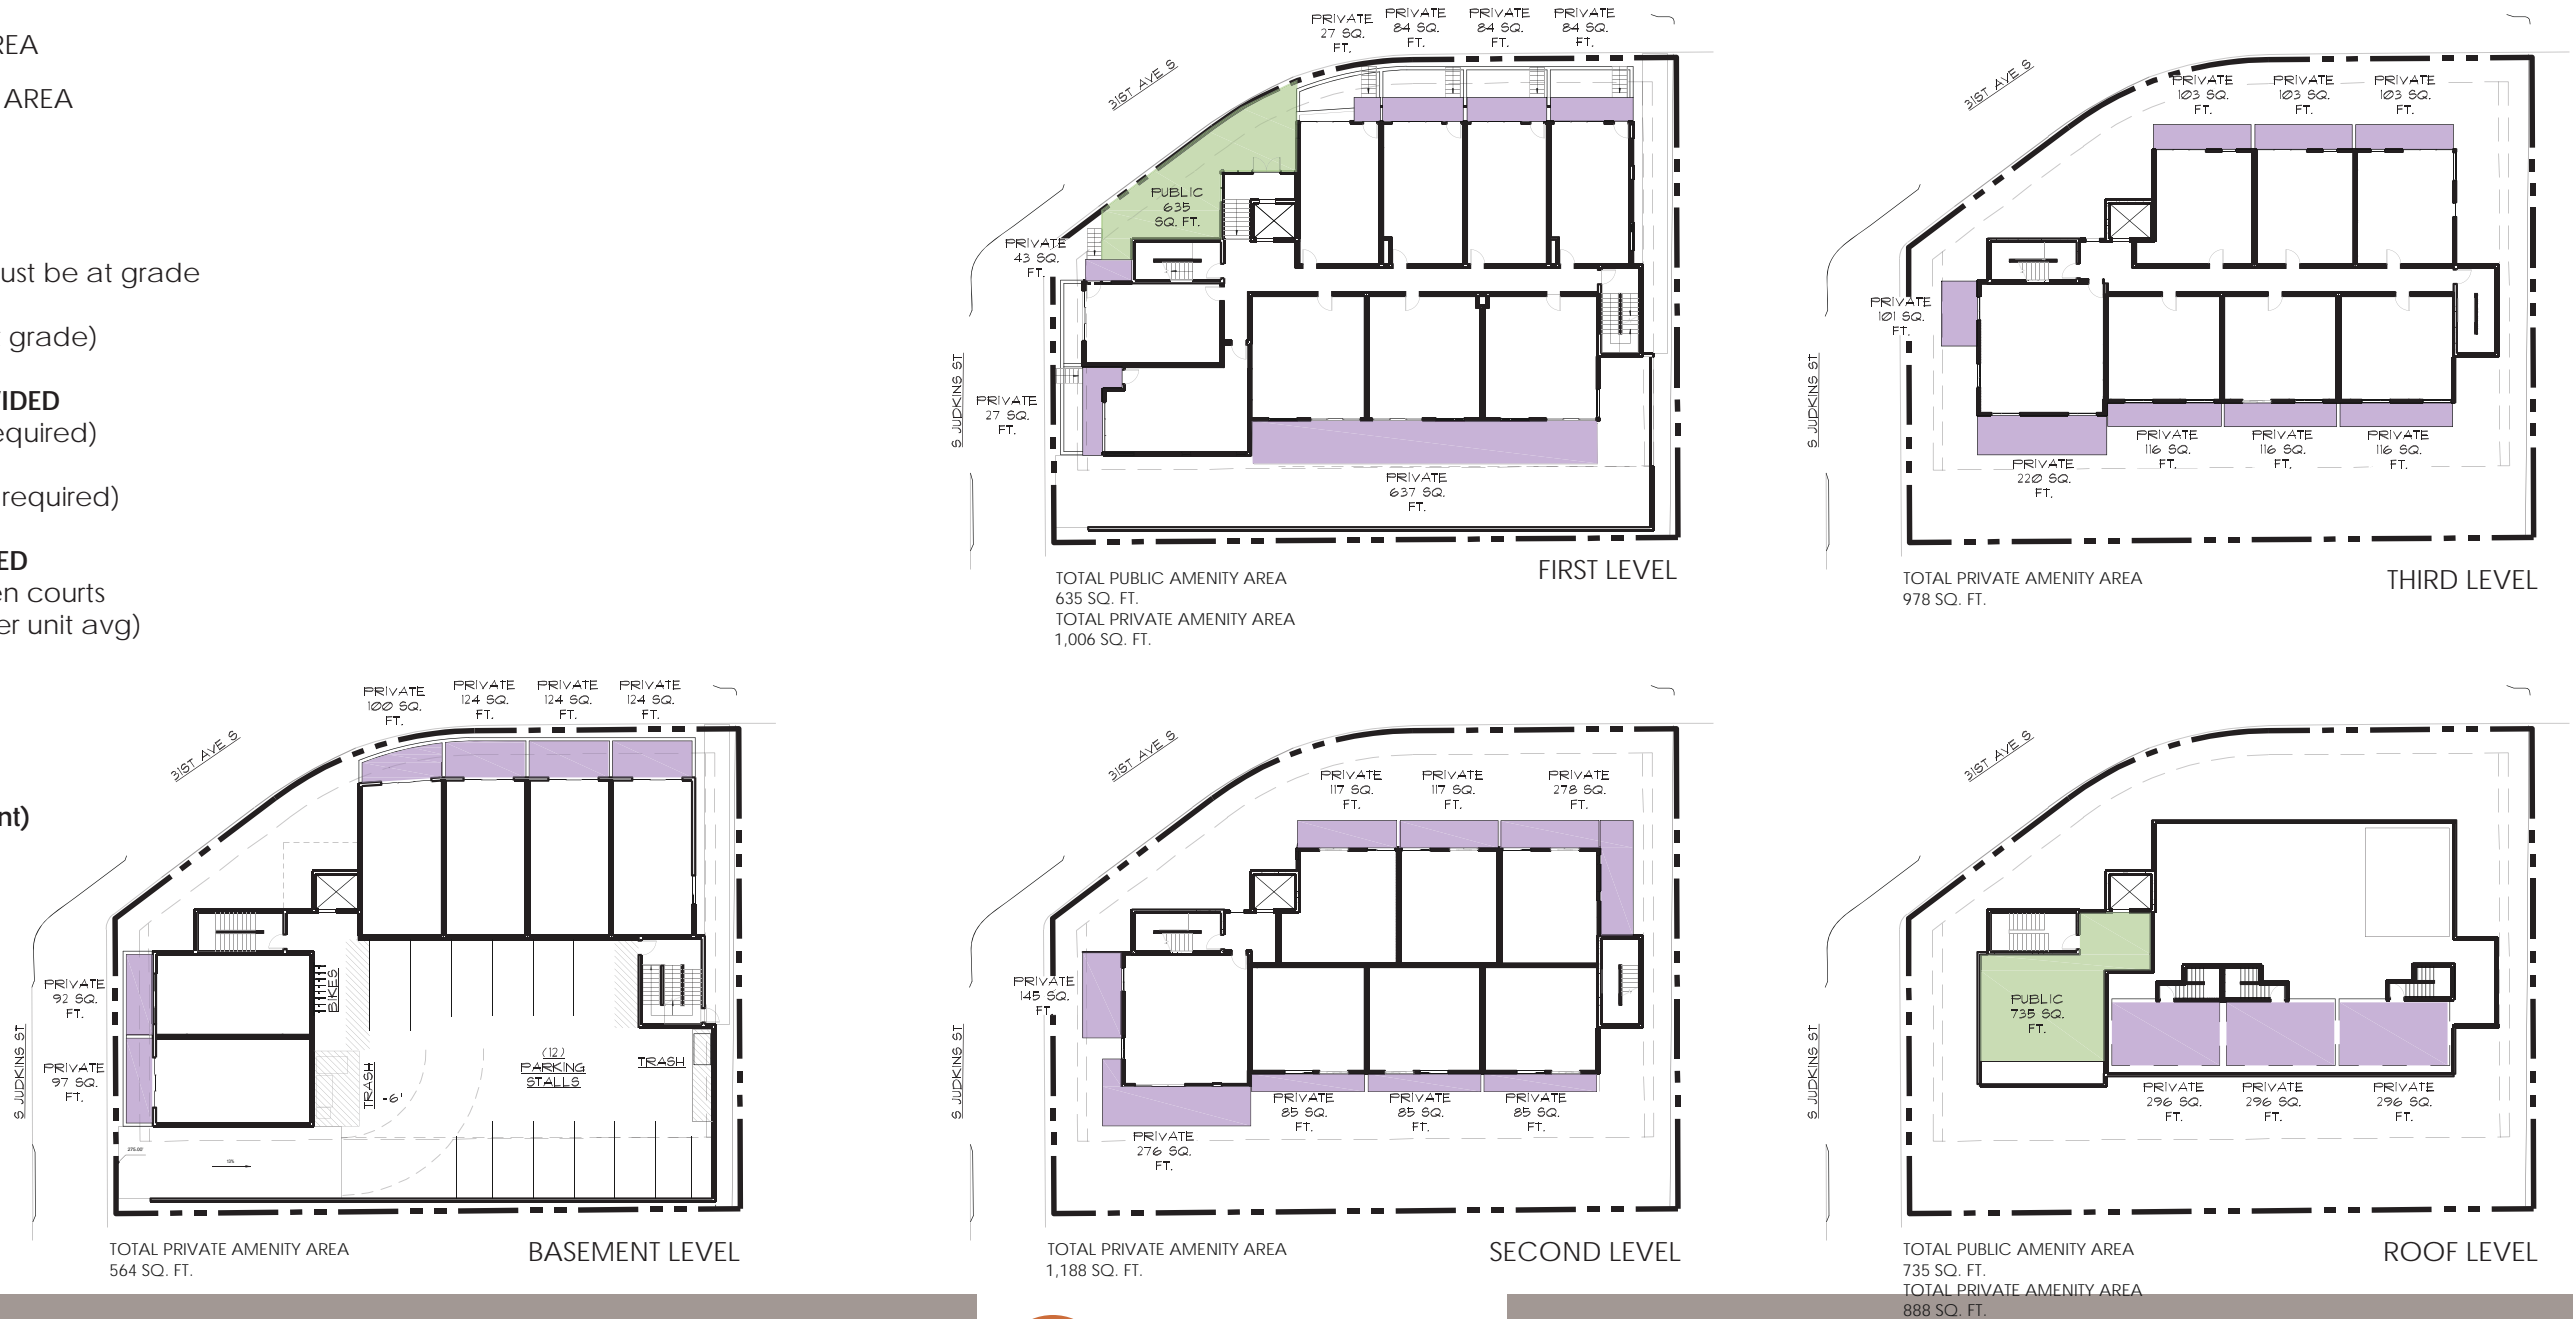 REA
AREA
ust be at grade
grade)
IDED
equired)
required)
ED
en courts
er unit avg)
nt)
PRIVATE
27 SQ.
FT.
PRIVATE
84 SQ.
FT.
PRIVATE
84 SQ.
FT.
PRIVATE
84 SQ.
FT.
31ST AVE S
PUBLIC
635
SQ. FT.
PRIVATE
43 SQ.
FT.
S JUDKINS ST
PRIVATE
27 SQ.
FT.
PRIVATE
637 SQ.
FT.
FIRST LEVEL
TOTAL PUBLIC AMENITY AREA
635 SQ. FT.
TOTAL PRIVATE AMENITY AREA
1,006 SQ. FT.
31ST AVE S
PRIVATE
103 SQ.
FT.
PRIVATE
103 SQ.
FT.
PRIVATE
103 SQ.
FT.
PRIVATE
101 SQ.
FT.
S JUDKINS ST
PRIVATE
220 SQ.
FT.
PRIVATE
116 SQ.
FT.
PRIVATE
116 SQ.
FT.
PRIVATE
116 SQ.
FT.
TOTAL PRIVATE AMENITY AREA
978 SQ. FT.
THIRD LEVEL
PRIVATE
100 SQ.
FT.
PRIVATE
124 SQ.
FT.
PRIVATE
124 SQ.
FT.
PRIVATE
124 SQ.
FT.
31ST AVE S
PRIVATE
92 SQ.
FT.
BIKES
S JUDKINS ST
PRIVATE
97 SQ.
FT.
TRASH
-6'
(12)
PARKING
STALLS
TRASH
275.00'
TOTAL PRIVATE AMENITY AREA
564 SQ. FT.
BASEMENT LEVEL
31ST AVE S
PRIVATE
117 SQ.
FT.
PRIVATE
117 SQ.
FT.
PRIVATE
278 SQ.
FT.
PRIVATE
145 SQ.
FT.
S JUDKINS ST
PRIVATE
276 SQ.
FT.
PRIVATE
85 SQ.
FT.
PRIVATE
85 SQ.
FT.
PRIVATE
85 SQ.
FT.
TOTAL PRIVATE AMENITY AREA
1,188 SQ. FT.
SECOND LEVEL
31ST AVE S
PUBLIC
735 SQ.
FT.
S JUDKINS ST
PRIVATE
296 SQ.
FT.
PRIVATE
296 SQ.
FT.
PRIVATE
296 SQ.
FT.
TOTAL PUBLIC AMENITY AREA
735 SQ. FT.
TOTAL PRIVATE AMENITY AREA
888 SQ. FT.
ROOF LEVEL